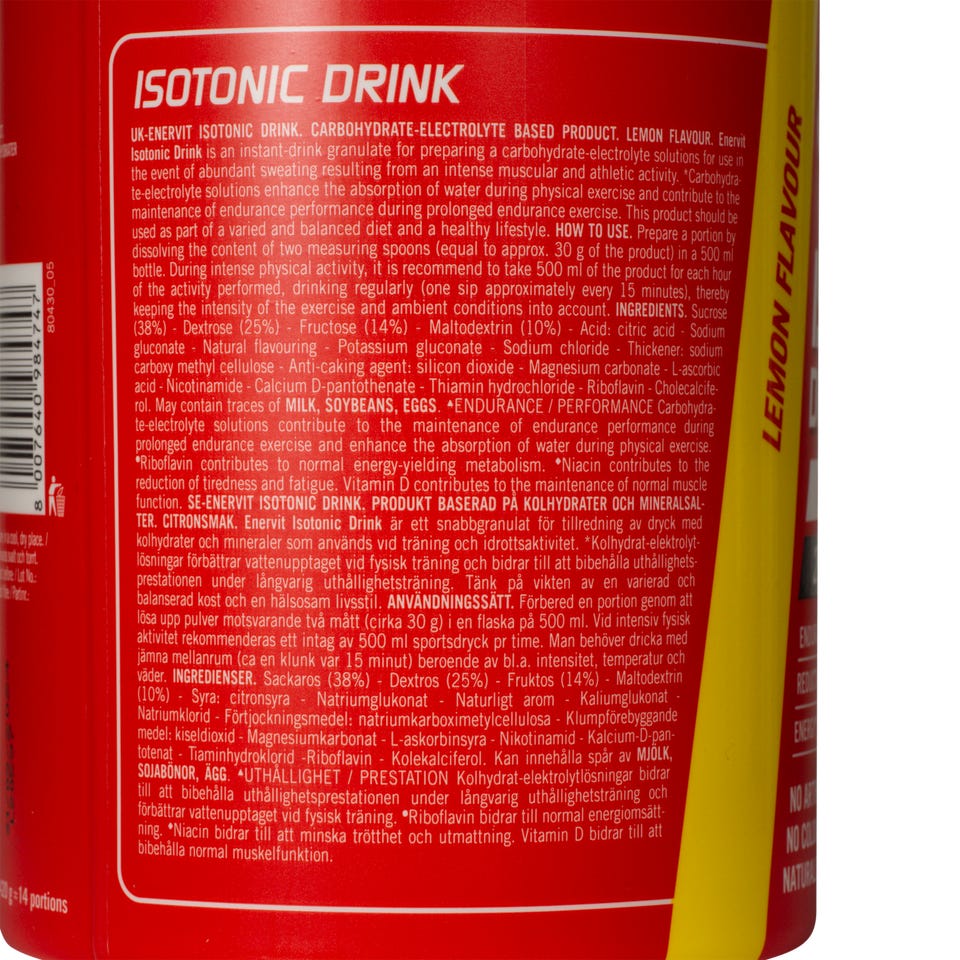 ISOTONIC DRINK
UK-ENERVIT ISOTONIC DRINK. CARBOHYDRATE-ELECTROLYTE BASED PRODUCT. LEMON FLAVOUR. Enervit
Isotonic Drink is an instant-drink granulate for preparing a carbohydrate-electrolyte solutions for use in
the event of abundant sweating resulting from an intense muscular and athletic activity. *Carbohydra-
te-electrolyte solutions enhance the absorption of water during physical exercise and contribute to the
maintenance of endurance performance during prolonged endurance exercise. This product should be
used as part of a varied and balanced diet and a healthy lifestyle. HOW TO USE. Prepare a portion by
dissolving the content of two measuring spoons (equal to approx. 30 g of the product) in a 500 ml
bottle. During intense physical activity, it is recommend to take 500 ml of the product for each hour
of the activity performed, drinking regularly (one sip approximately every 15 minutes), thereby
keeping the intensity of the exercise and ambient conditions into account. INGREDIENTS. Sucrose
(38%) - Dextrose (25%) - Fructose (14%) - Maltodextrin (10%) - Acid: citric acid - Sodium
gluconate - Natural flavouring - Potassium gluconate - Sodium chloride - Thickener: sodium
carboxy methyl cellulose - Anti-caking agent: silicon dioxide - Magnesium carbonate - L-ascorbic
acid - Nicotinamide - Calcium D-pantothenate - Thiamin hydrochloride - Riboflavin - Cholecalcife-
rol. May contain traces of MILK, SOYBEANS, EGGS. ▲ENDURANCE / PERFORMANCE Carbohydra-
te-electrolyte solutions contribute to the maintenance of endurance performance during
prolonged endurance exercise and enhance the absorption of water during physical exercise.
●Riboflavin contributes to normal energy-yielding metabolism. ♦Niacin contributes to the
reduction of tiredness and fatigue. Vitamin D contributes to the maintenance of normal muscle
function. SE-ENERVIT ISOTONIC DRINK. PRODUKT BASERAD PÅ KOLHYDRATER OCH MINERALSAL-
TER. CITRONSMAK. Enervit Isotonic Drink är ett snabbgranulat för tillredning av dryck med
kolhydrater och mineraler som används vid träning och idrottsaktivitet. *Kolhydrat-elektrolyt-
lösningar förbättrar vattenupptaget vid fysisk träning och bidrar till att bibehålla uthållighets-
prestationen under långvarig uthållighetsträning. Tänk på vikten av en varierad och
balanserad kost och en hälsosam livsstil. ANVÄNDNINGSSÄTT. Förbered en portion genom att
lösa upp pulver motsvarande två mått (cirka 30 g) i en flaska på 500 ml. Vid intensiv fysisk
aktivitet rekommenderas ett intag av 500 ml sportsdryck pr time. Man behöver dricka med
jämna mellanrum (ca en klunk var 15 minut) beroende av bl.a. intensitet, temperatur och
väder. INGREDIENSER. Sackaros (38%) - Dextros (25%) - Fruktos (14%) - Maltodextrin
(10%) - Syra: citronsyra - Natriumglukonat - Naturligt arom - Kaliumglukonat -
Natriumklorid - Förtjockningsmedel: natriumkarboximetylcellulosa - Klumpförebyggande
medel: kiseldioxid - Magnesiumkarbonat - L-askorbinsyra - Nikotinamid - Kalcium-D-pan-
totenat - Tiaminhydroklorid -Riboflavin - Kolekalciferol. Kan innehålla spår av MJÖLK,
SOJABÖNOR, ÄGG. ▲UTHÅLLIGHET / PRESTATION Kolhydrat-elektrolytlösningar bidrar
till att bibehålla uthållighetsprestationen under långvarig uthållighetsträning och
förbättrar vattenupptaget vid fysisk träning. ●Riboflavin bidrar till normal energiomsätt-
ning. ♦Niacin bidrar till att minska trötthet och utmattning. Vitamin D bidrar till att
bibehålla normal muskelfunktion.
LEMON FLAVOUR
80430_05
8 007640 984747
in a cool, dry place. /
Lot No.:
= 14 portions
NO
NO